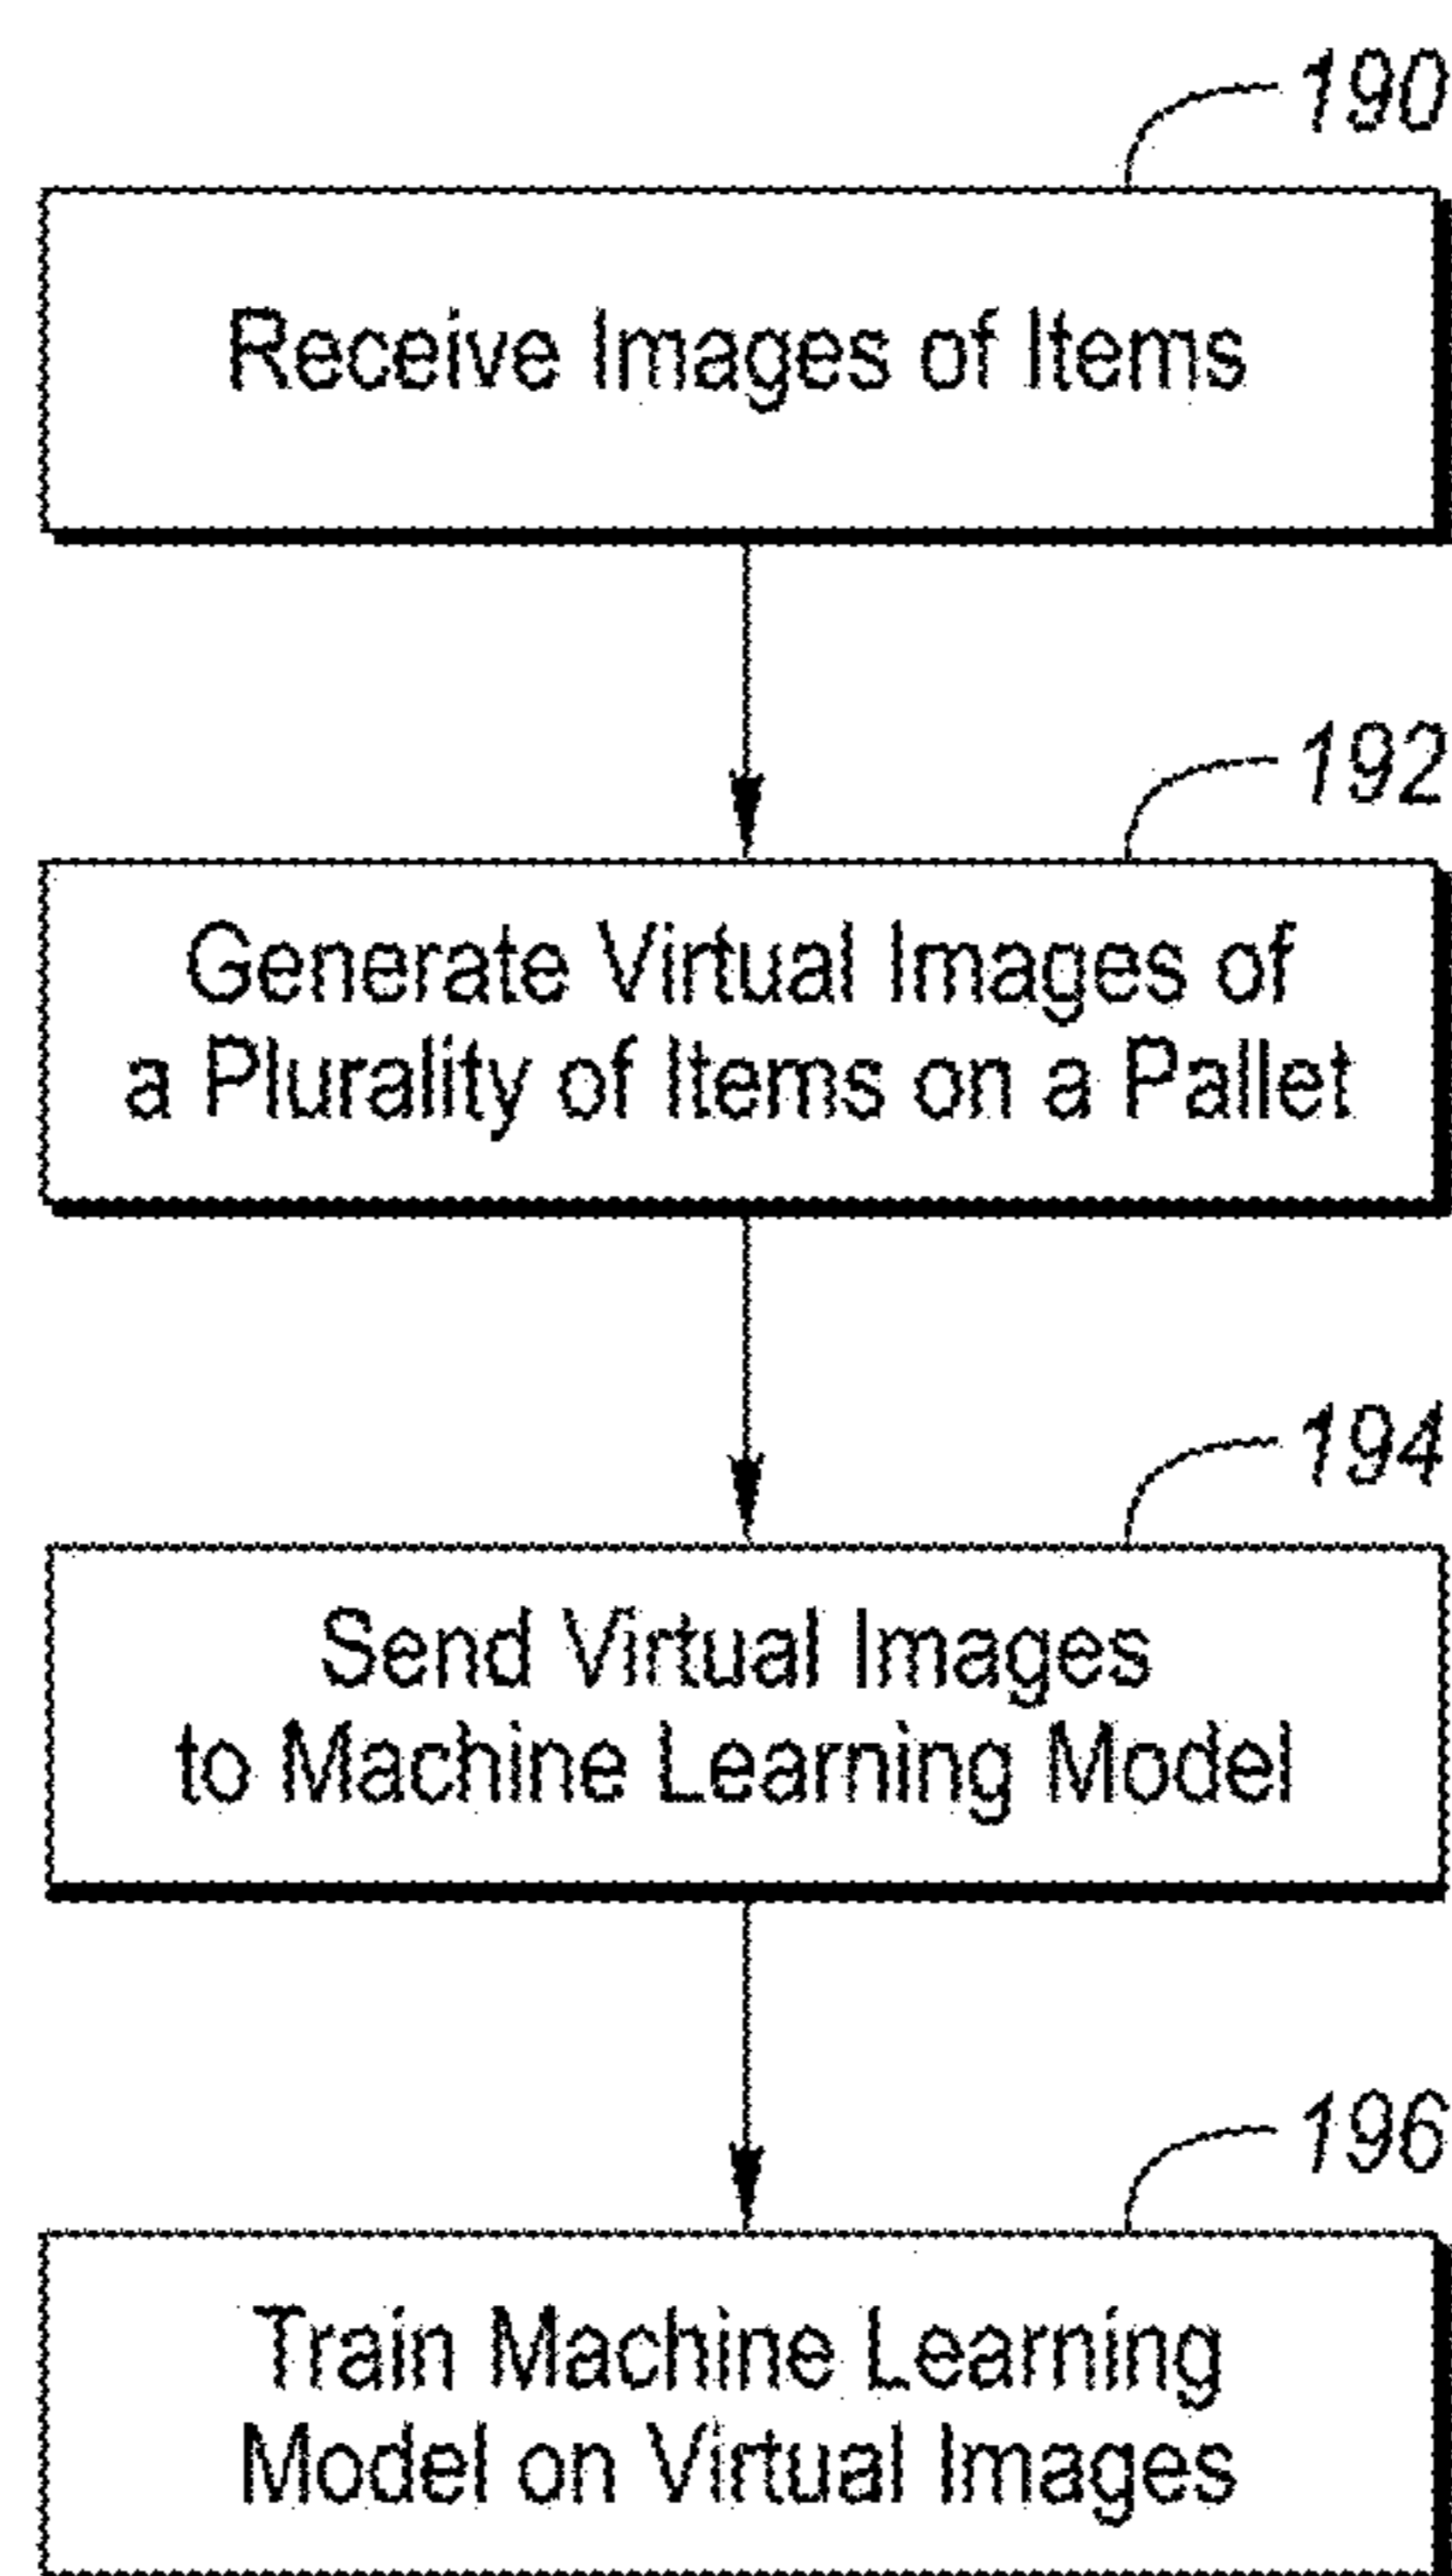 190
Receive Images of Items
192
Generate Virtual Images of
a Plurality of Items on a Pallet
194
Send Virtual Images
to Machine Learning Model
196
Train Machine Learning
Model on Virtual Images